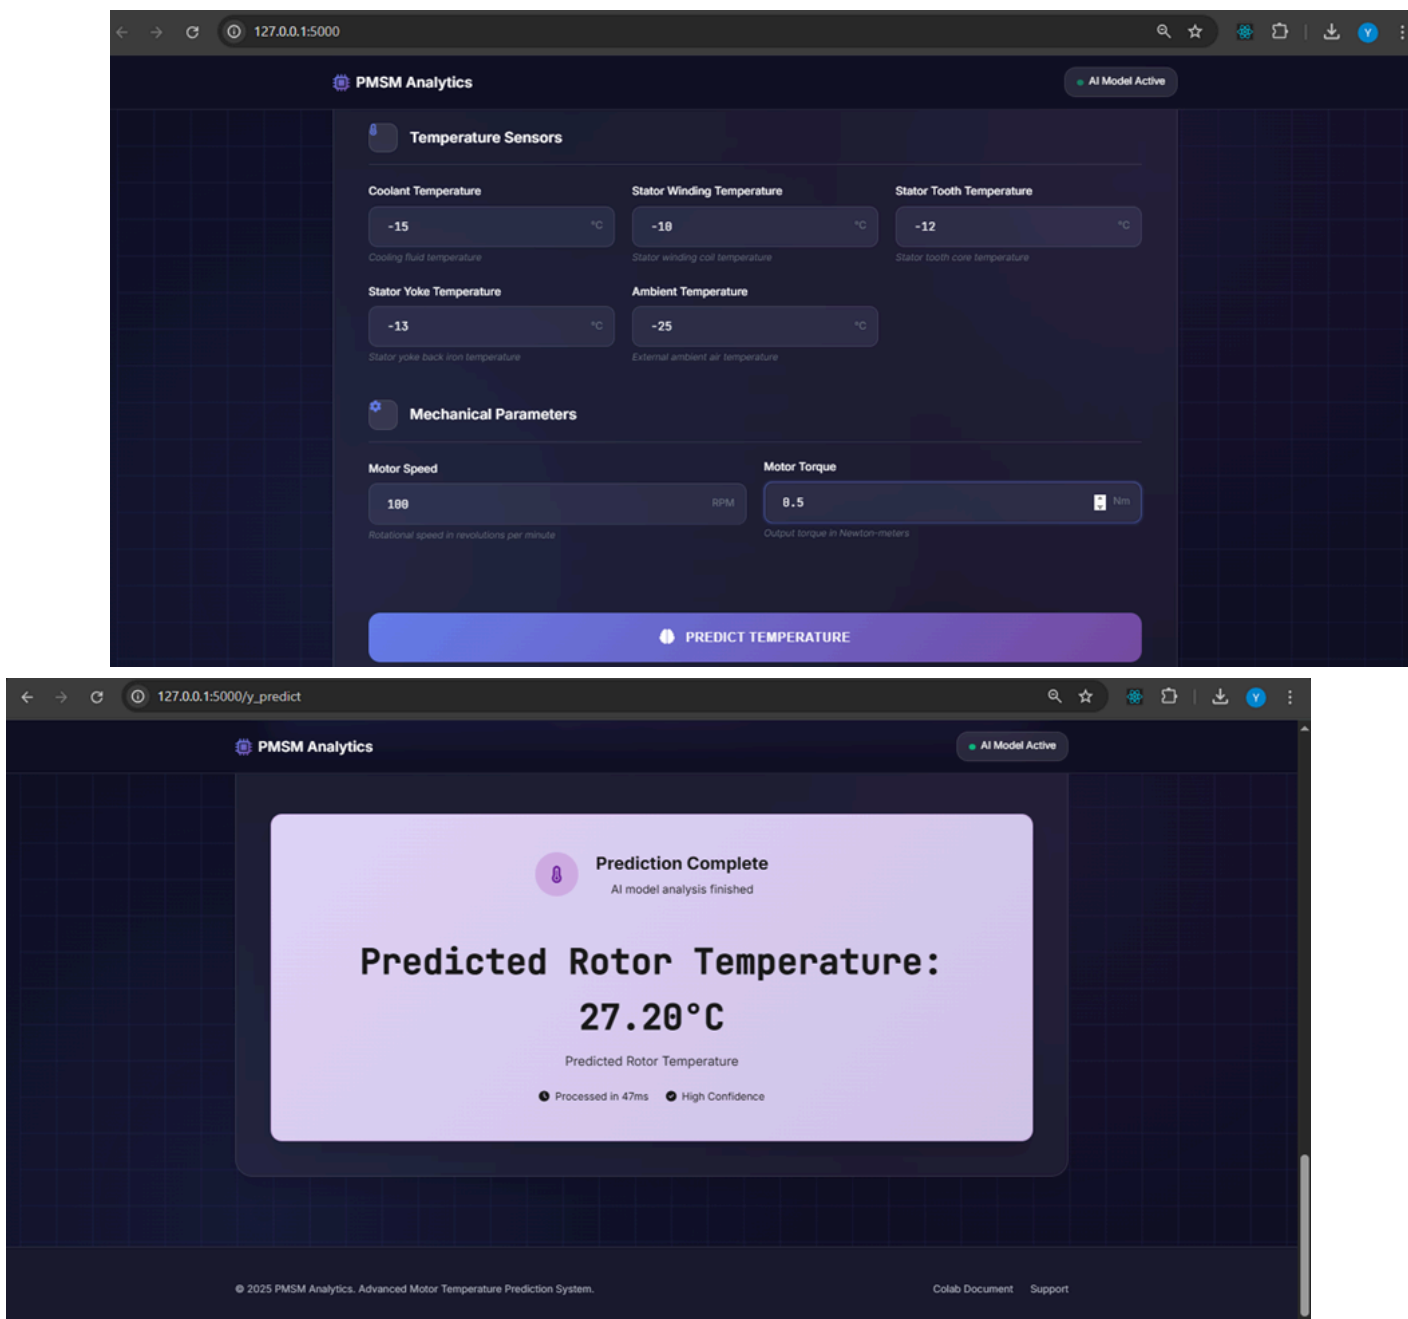 127.0.0.1:5000
Y
PMSM Analytics
AI Model Active
Temperature Sensors
Coolant Temperature
Stator Winding Temperature
Stator Tooth Temperature
-15 °C
-10 °C
-12 °C
Cooling fluid temperature
Stator winding coil temperature
Stator tooth core temperature
Stator Yoke Temperature
Ambient Temperature
-13 °C
-25 °C
Stator yoke back iron temperature
External ambient air temperature
Mechanical Parameters
Motor Speed
Motor Torque
100 RPM
0.5 Nm
Rotational speed in revolutions per minute
Output torque in Newton-meters
PREDICT TEMPERATURE
127.0.0.1:5000/y_predict
Y
PMSM Analytics
AI Model Active
Prediction Complete
AI model analysis finished
Predicted Rotor Temperature:
27.20°C
Predicted Rotor Temperature
Processed in 47ms
High Confidence
© 2025 PMSM Analytics. Advanced Motor Temperature Prediction System.
Colab Document
Support